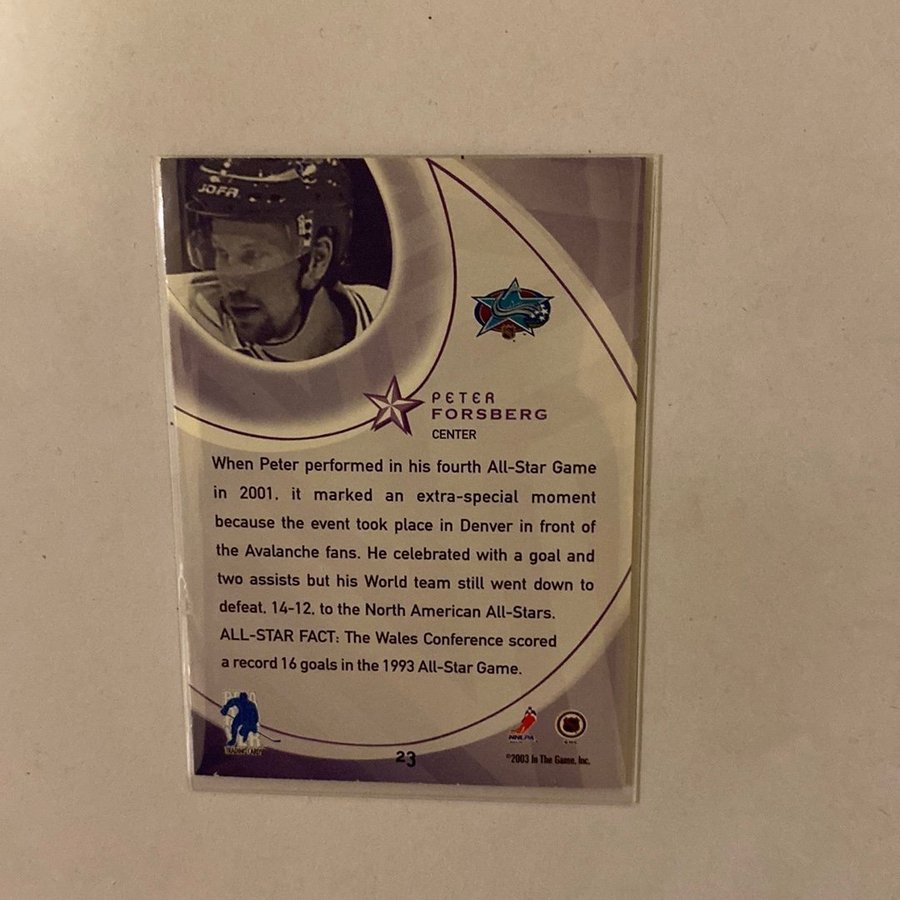 JOFA
PETER
FORSBERG
CENTER
When Peter performed in his fourth All-Star Game
in 2001, it marked an extra-special moment
because the event took place in Denver in front of
the Avalanche fans. He celebrated with a goal and
two assists but his World team still went down to
defeat, 14-12, to the North American All-Stars.
ALL-STAR FACT: The Wales Conference scored
a record 16 goals in the 1993 All-Star Game.
TRADING CARDS
23
NHLPA
©2003 In The Game, Inc.